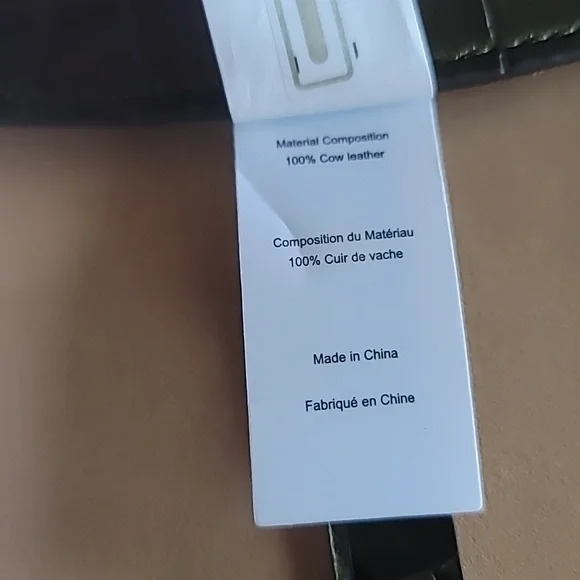 Material Composition
100% Cow leather
Composition du Matériau
100% Cuir de vache
Made in China
Fabriqué en Chine